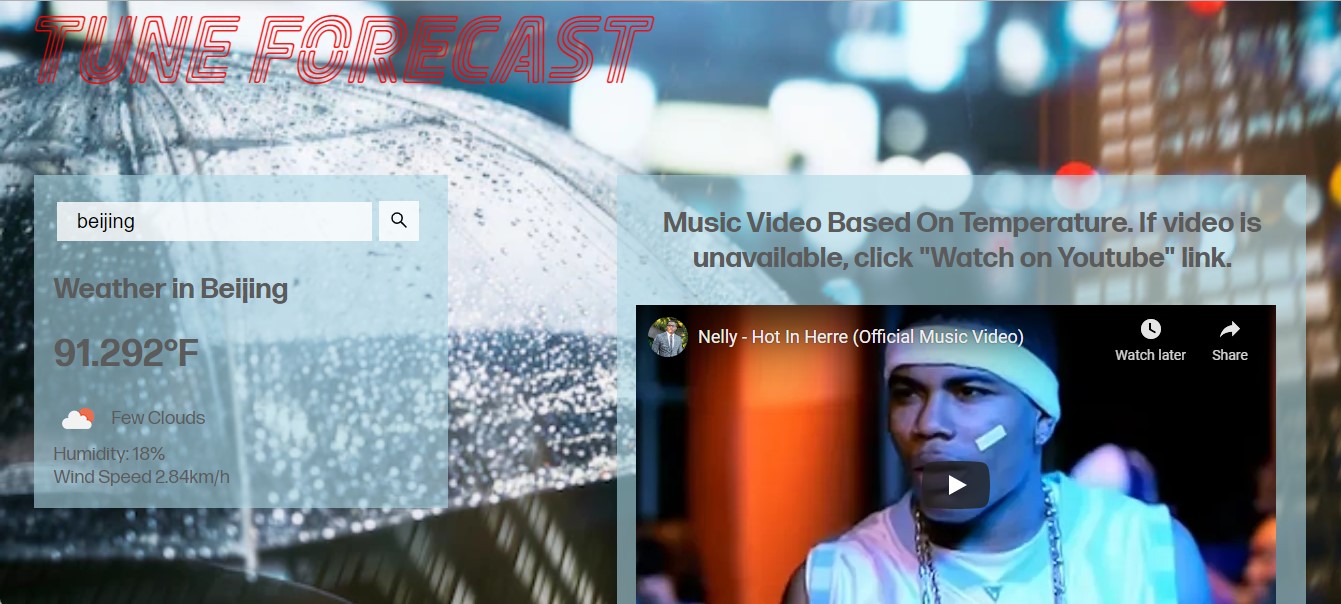 TUNE FORECAST
beijing
Weather in Beijing
91.292°F
Few Clouds
Humidity: 18%
Wind Speed 2.84km/h
Music Video Based On Temperature. If video is
unavailable, click "Watch on Youtube" link.
Nelly - Hot In Herre (Official Music Video)
Watch later
Share